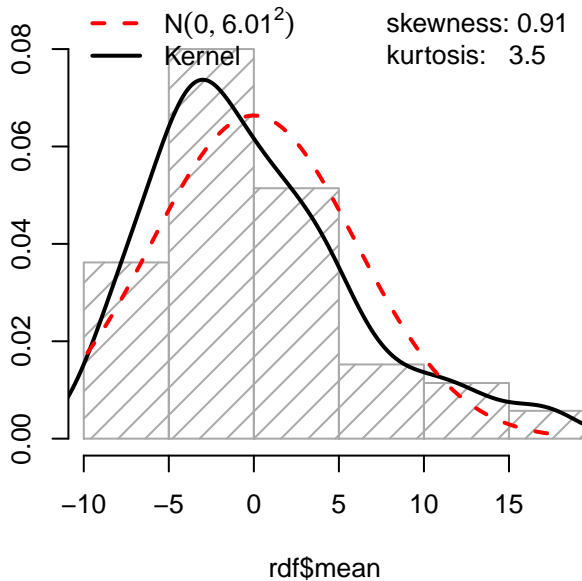 N(0, 6.01²)
Kernel
skewness: 0.91
kurtosis: 3.5
0.08
0.06
0.04
0.02
0.00
−10 −5 0 5 10 15
rdf$mean